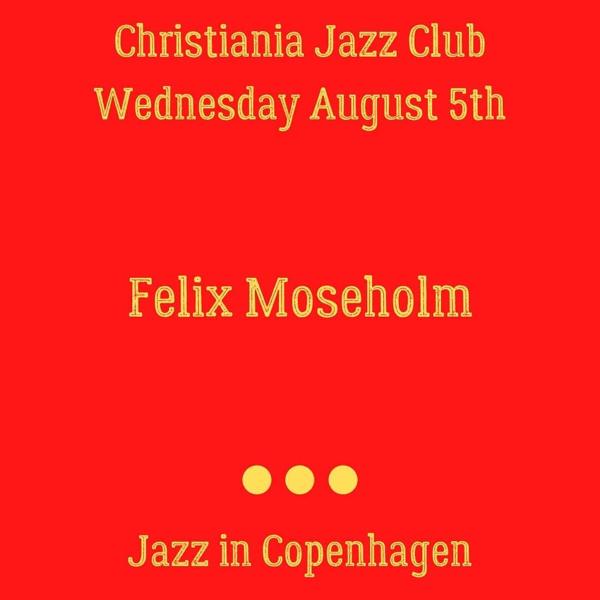 Christiania Jazz Club
Wednesday August 5th
Felix Moseholm
Jazz in Copenhagen